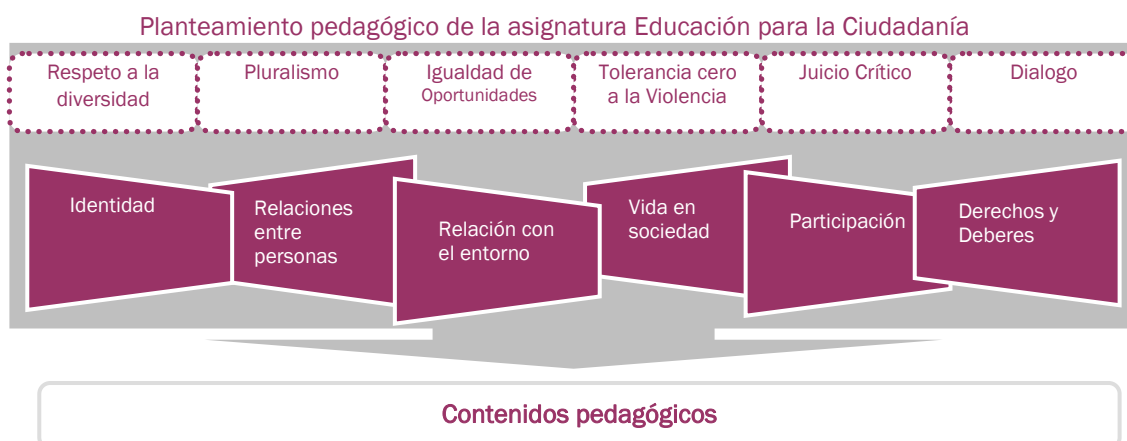 Planteamiento pedagógico de la asignatura Educación para la Ciudadanía
Respeto a la
diversidad
Pluralismo
Igualdad de
Oportunidades
Tolerancia cero
a la Violencia
Juicio Crítico
Dialogo
Identidad
Relaciones
entre
personas
Relación con
el entorno
Vida en
sociedad
Participación
Derechos y
Deberes
Contenidos pedagógicos